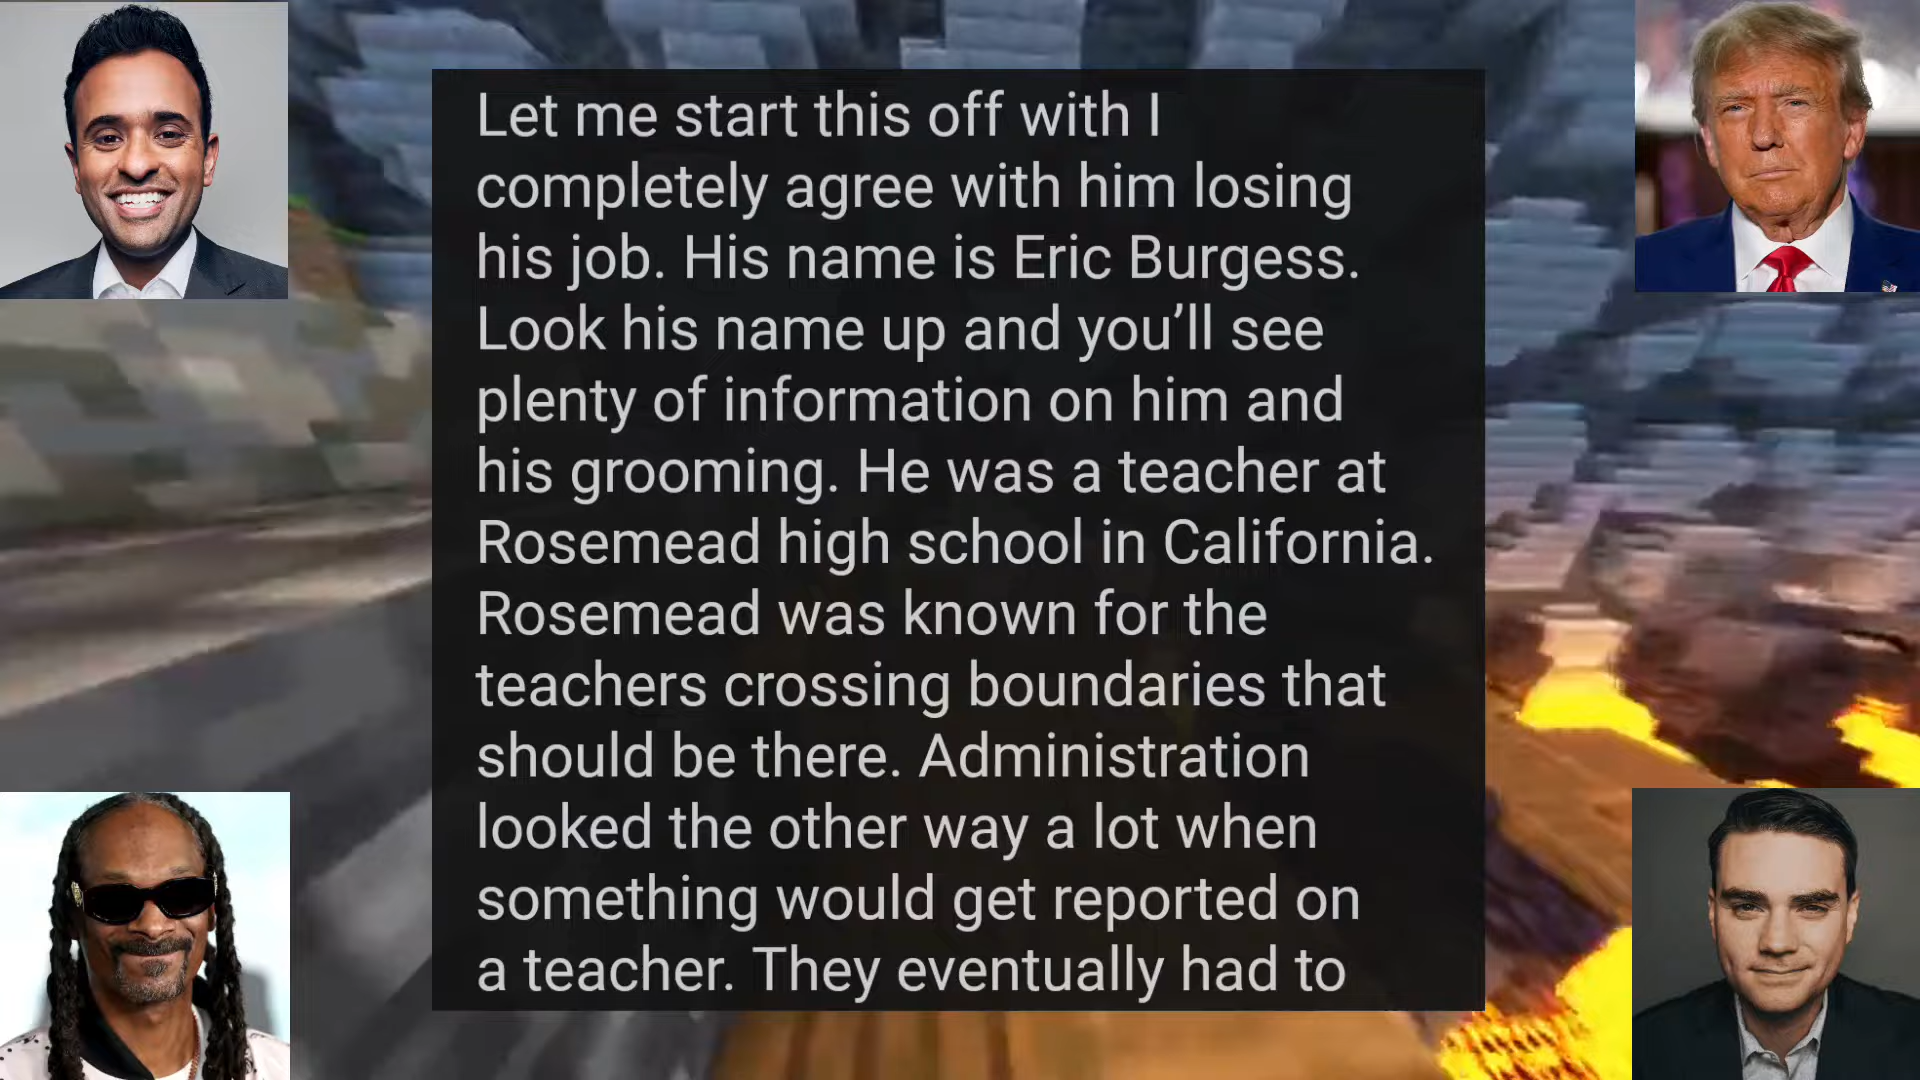 Let me start this off with I
completely agree with him losing
his job. His name is Eric Burgess.
Look his name up and you’ll see
plenty of information on him and
his grooming. He was a teacher at
Rosemead high school in California.
Rosemead was known for the
teachers crossing boundaries that
should be there. Administration
looked the other way a lot when
something would get reported on
a teacher. They eventually had to